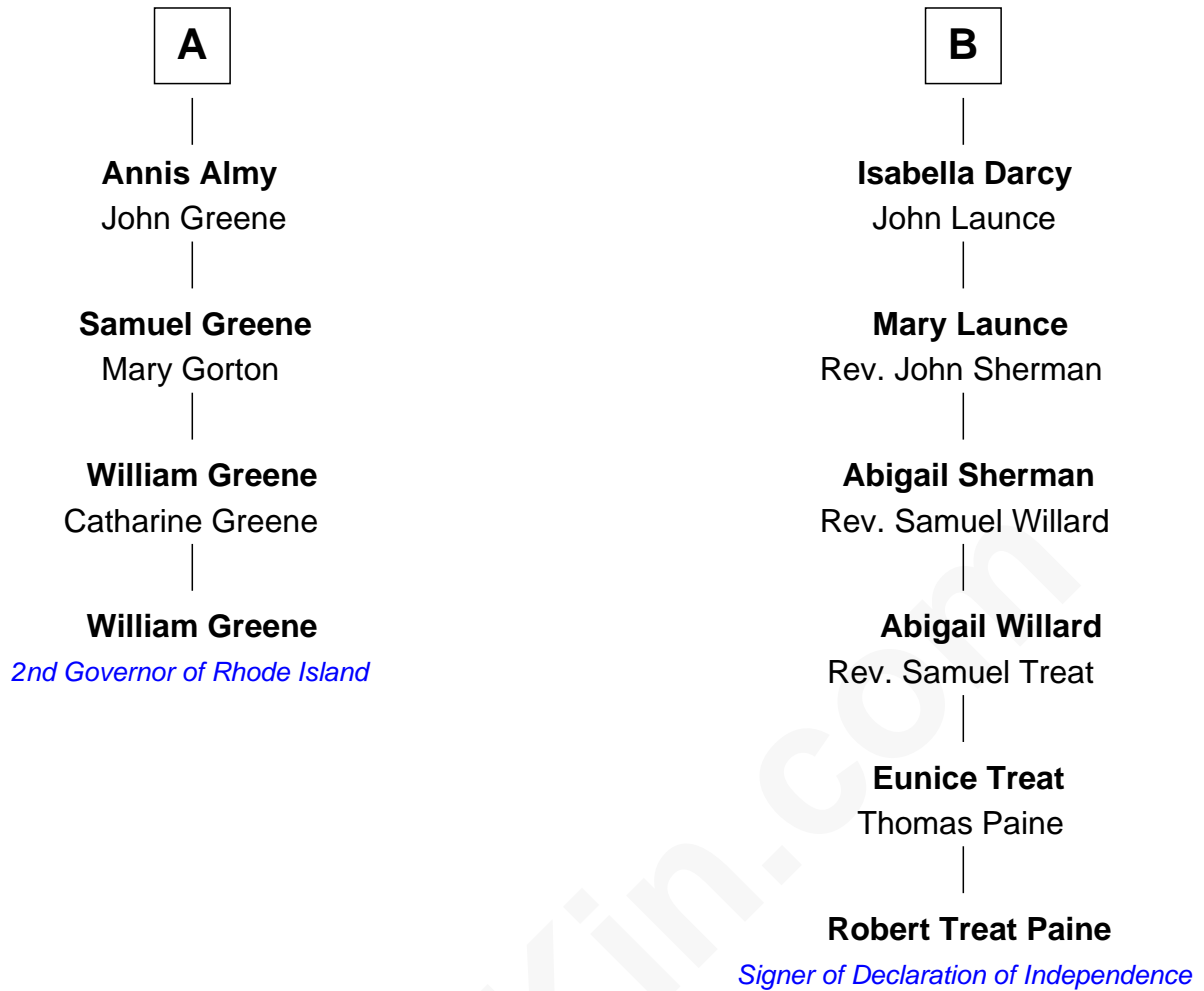 A
Annis Almy
John Greene
Samuel Greene
Mary Gorton
William Greene
Catharine Greene
William Greene
2nd Governor of Rhode Island
B
Isabella Darcy
John Launce
Mary Launce
Rev. John Sherman
Abigail Sherman
Rev. Samuel Willard
Abigail Willard
Rev. Samuel Treat
Eunice Treat
Thomas Paine
Robert Treat Paine
Signer of Declaration of Independence